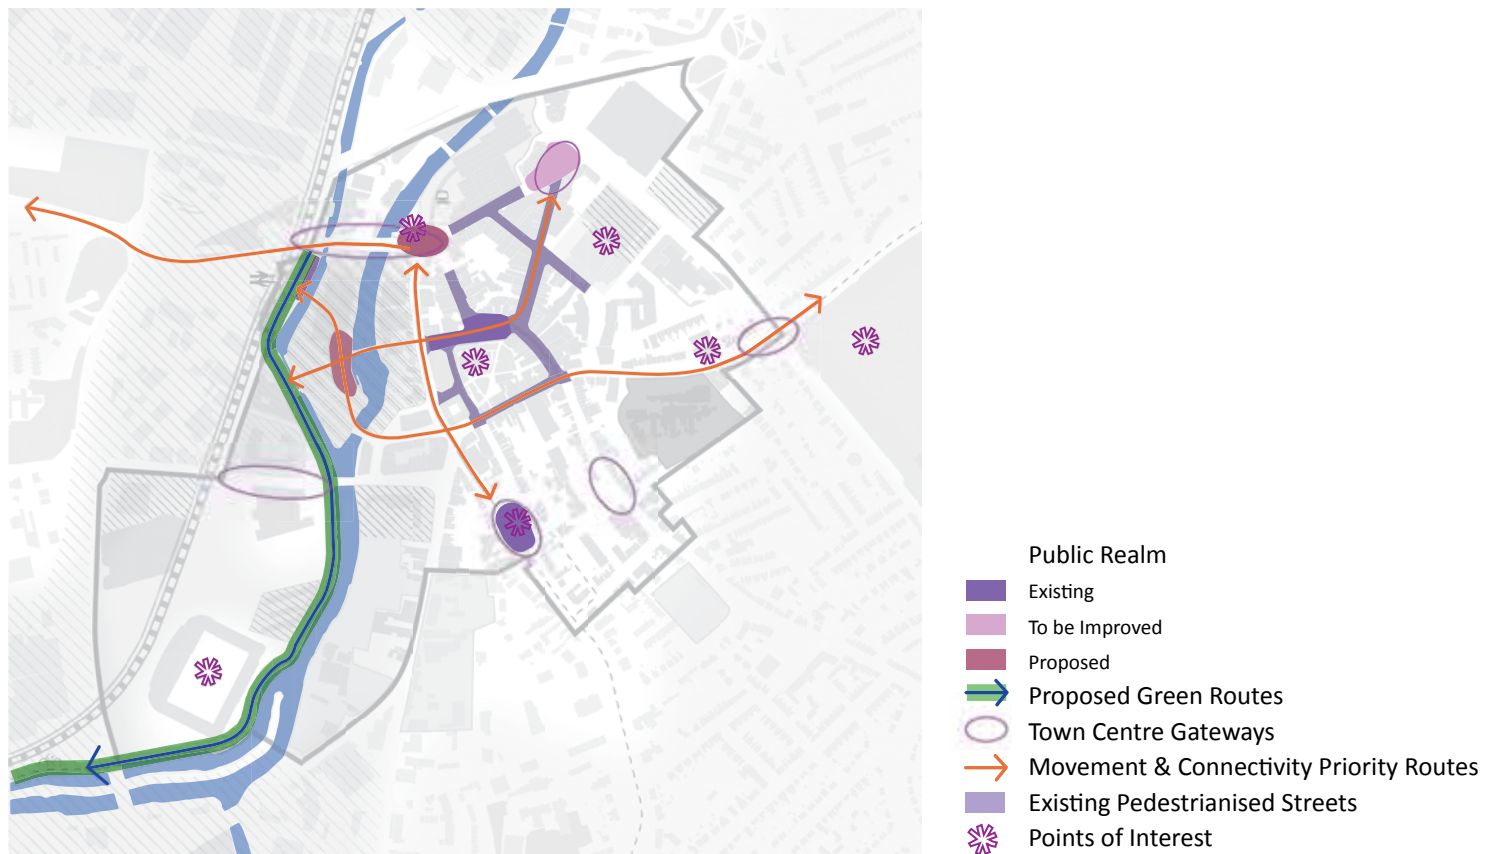 Public Realm
Existing
To be Improved
Proposed
Proposed Green Routes
Town Centre Gateways
Movement & Connectivity Priority Routes
Existing Pedestrianised Streets
Points of Interest